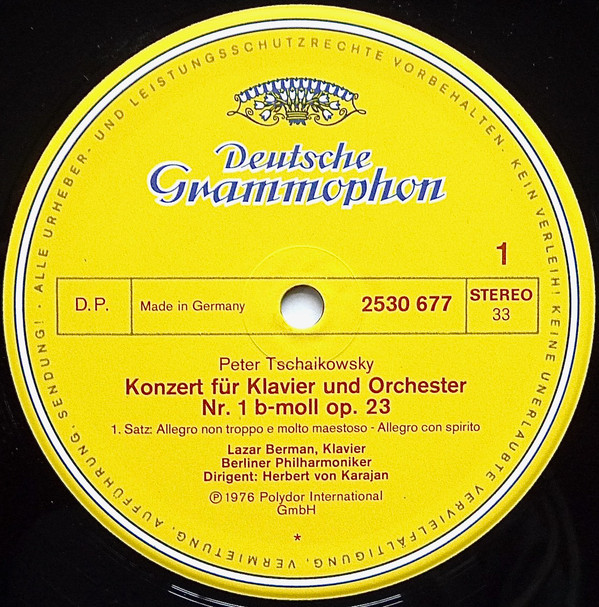 · ALLE URHEBER- UND LEISTUNGSSCHUTZRECHTE VORBEHALTEN · KEIN VERLEIH! KEINE UNERLAUBTE VERVIELFÄLTIGUNG, VERMIETUNG, AUFFÜHRUNG, SENDUNG!
Deutsche
Grammophon
1
D.P.
Made in Germany
2530 677
STEREO
33
Peter Tschaikowsky
Konzert für Klavier und Orchester
Nr. 1 b-moll op. 23
1. Satz: Allegro non troppo e molto maestoso - Allegro con spirito
Lazar Berman, Klavier
Berliner Philharmoniker
Dirigent: Herbert von Karajan
Ⓟ 1976 Polydor International
GmbH
*